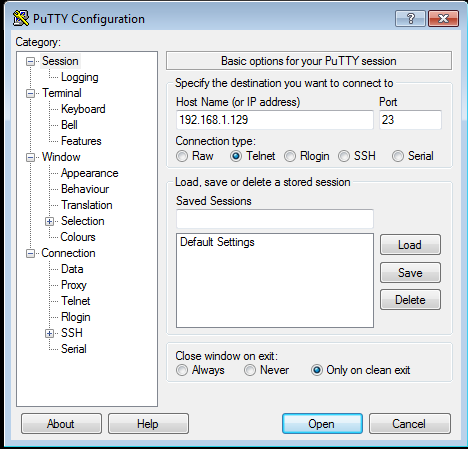 PuTTY Configuration
Category:
Session
Logging
Terminal
Keyboard
Bell
Features
Window
Appearance
Behaviour
Translation
Selection
Colours
Connection
Data
Proxy
Telnet
Rlogin
SSH
Serial
Basic options for your PuTTY session
Specify the destination you want to connect to
Host Name (or IP address) Port
192.168.1.129 23
Connection type:
Raw Telnet Rlogin SSH Serial
Load, save or delete a stored session
Saved Sessions
Default Settings
Load
Save
Delete
Close window on exit:
Always Never Only on clean exit
About Help Open Cancel